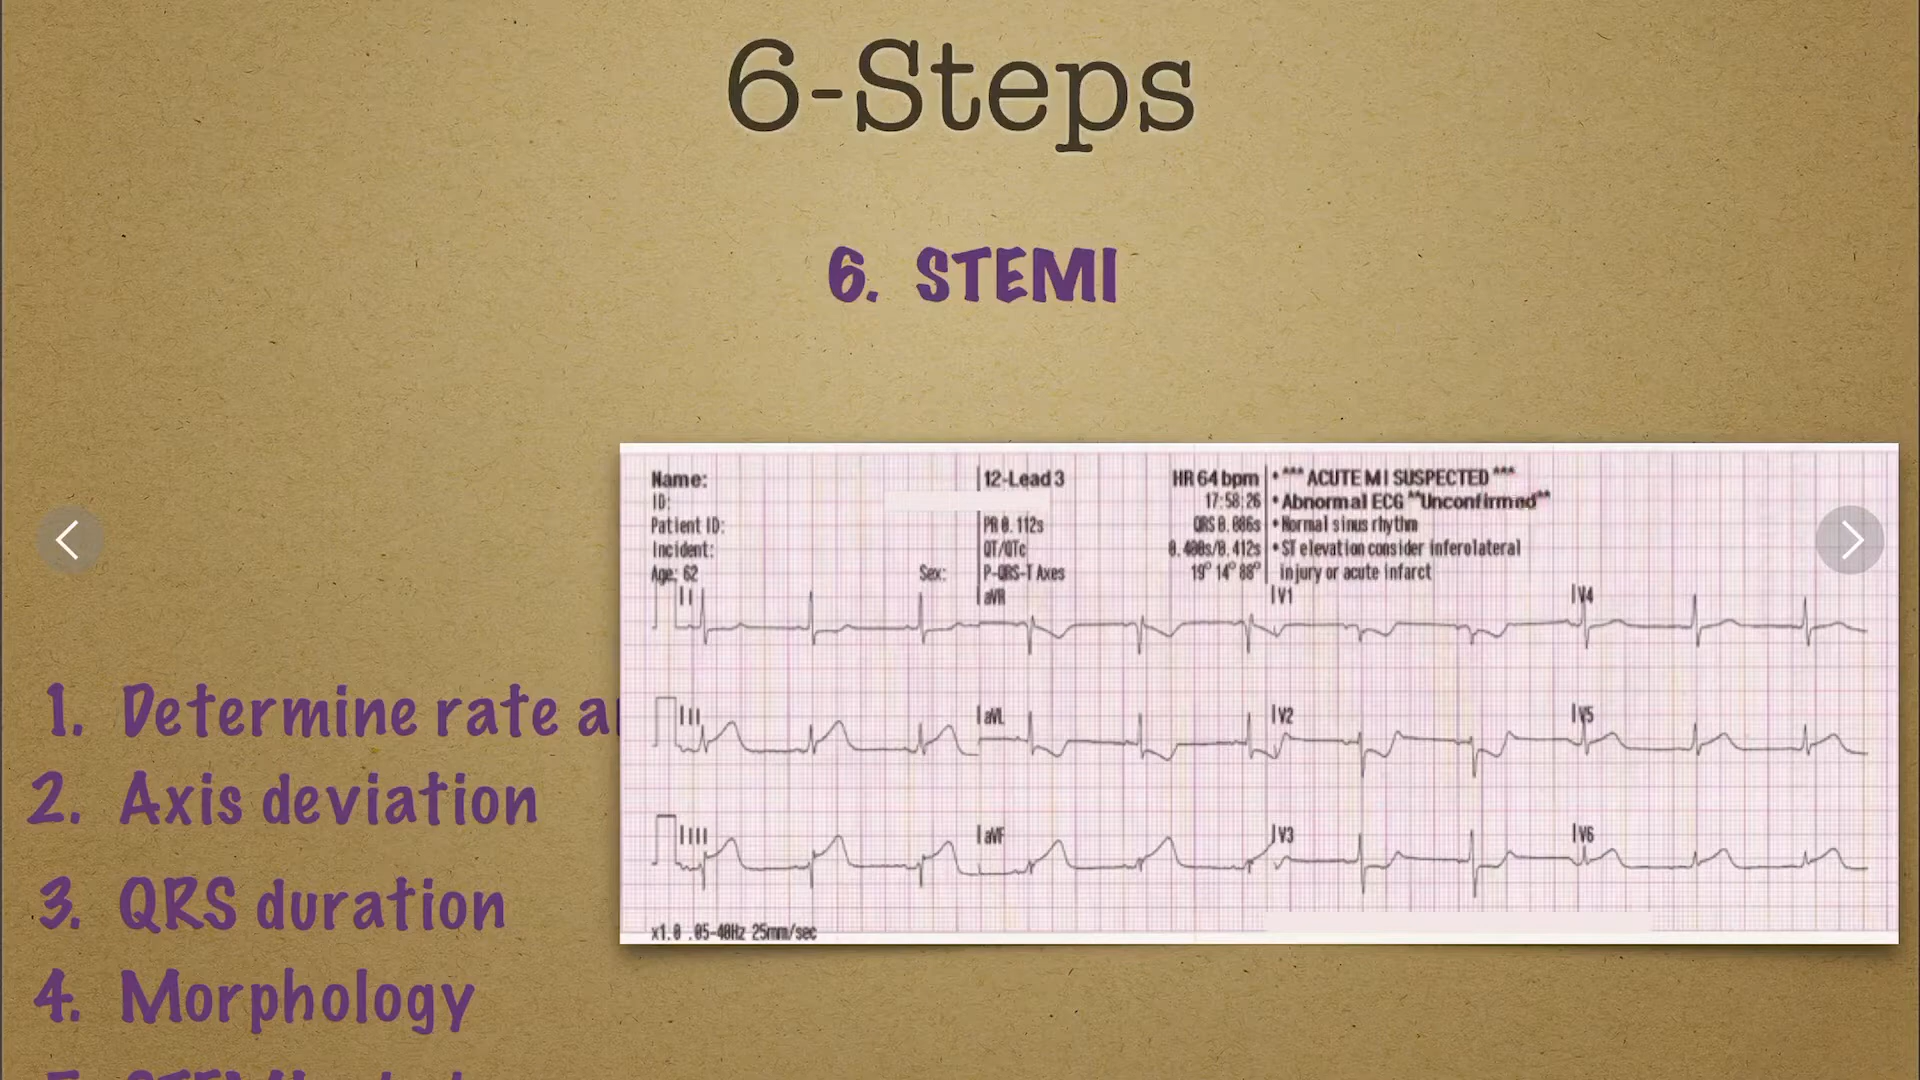 6-Steps
6. STEMI
Name:
ID:
Patient ID:
Incident:
Age: 62
Sex:
12-Lead 3
HR 64 bpm
17:58:26
PR 0.112s
QRS 0.086s
QT/QTc
0.408s/0.412s
P-QRS-T Axes
19° 14° 88°
• *** ACUTE MI SUSPECTED ***
• Abnormal ECG **Unconfirmed**
• Normal sinus rhythm
• ST elevation consider inferolateral
injury or acute infarct
II
aVR
V1
V4
II
aVL
V2
V5
III
aVF
V3
V6
x1.0 .05-40Hz 25mm/sec
1. Determine rate
2. Axis deviation
3. QRS duration
4. Morphology